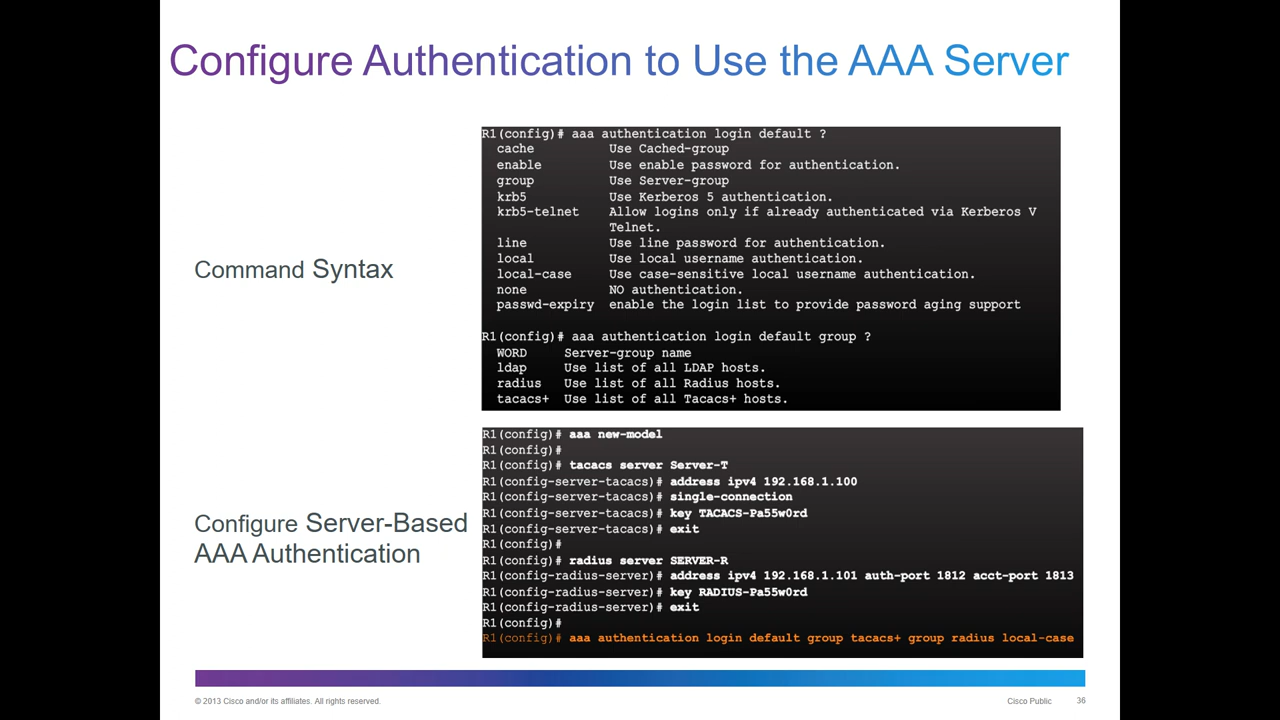 Configure Authentication to Use the AAA Server
Command Syntax
R1(config)# aaa authentication login default ?
cache Use Cached-group
enable Use enable password for authentication.
group Use Server-group
krb5 Use Kerberos 5 authentication.
krb5-telnet Allow logins only if already authenticated via Kerberos V
Telnet.
line Use line password for authentication.
local Use local username authentication.
local-case Use case-sensitive local username authentication.
none NO authentication.
passwd-expiry enable the login list to provide password aging support
R1(config)# aaa authentication login default group ?
WORD Server-group name
ldap Use list of all LDAP hosts.
radius Use list of all Radius hosts.
tacacs+ Use list of all Tacacs+ hosts.
Configure Server-Based
AAA Authentication
R1(config)# aaa new-model
R1(config)#
R1(config)# tacacs server Server-T
R1(config-server-tacacs)# address ipv4 192.168.1.100
R1(config-server-tacacs)# single-connection
R1(config-server-tacacs)# key TACACS-Pa55w0rd
R1(config-server-tacacs)# exit
R1(config)#
R1(config)# radius server SERVER-R
R1(config-radius-server)# address ipv4 192.168.1.101 auth-port 1812 acct-port 1813
R1(config-radius-server)# key RADIUS-Pa55w0rd
R1(config-radius-server)# exit
R1(config)#
R1(config)# aaa authentication login default group tacacs+ group radius local-case
© 2013 Cisco and/or its affiliates. All rights reserved.
Cisco Public 36